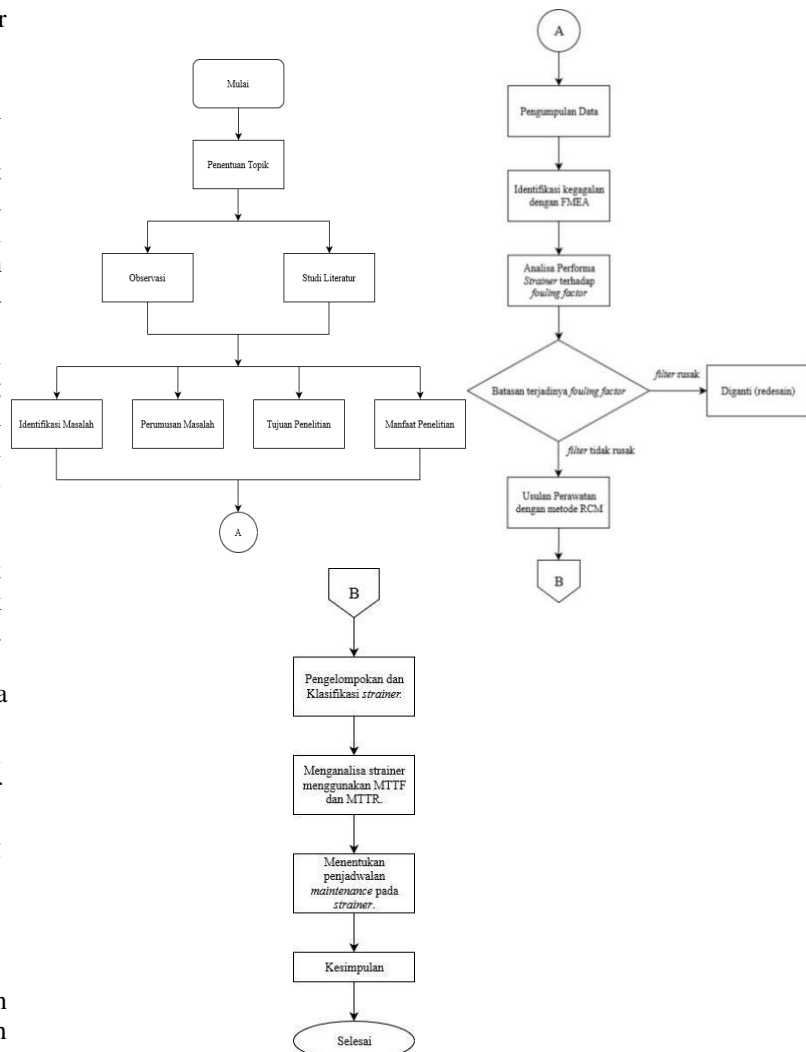 Mulai
Penentuan Topik
Observasi
Studi Literatur
Identifikasi Masalah
Perumusan Masalah
Tujuan Penelitian
Manfaat Penelitian
A
A
Pengumpulan Data
Identifikasi kegagalan
dengan FMEA
Analisa Performa
Strainer terhadap
fouling factor
Batasan terjadinya fouling factor
filter rusak
Diganti (redesain)
filter tidak rusak
Usulan Perawatan
dengan metode RCM
B
B
Pengelompokan dan
Klasifikasi strainer.
Menganalisa strainer
menggunakan MTTF
dan MTTR.
Menentukan
penjadwalan
maintenance pada
strainer.
Kesimpulan
Selesai